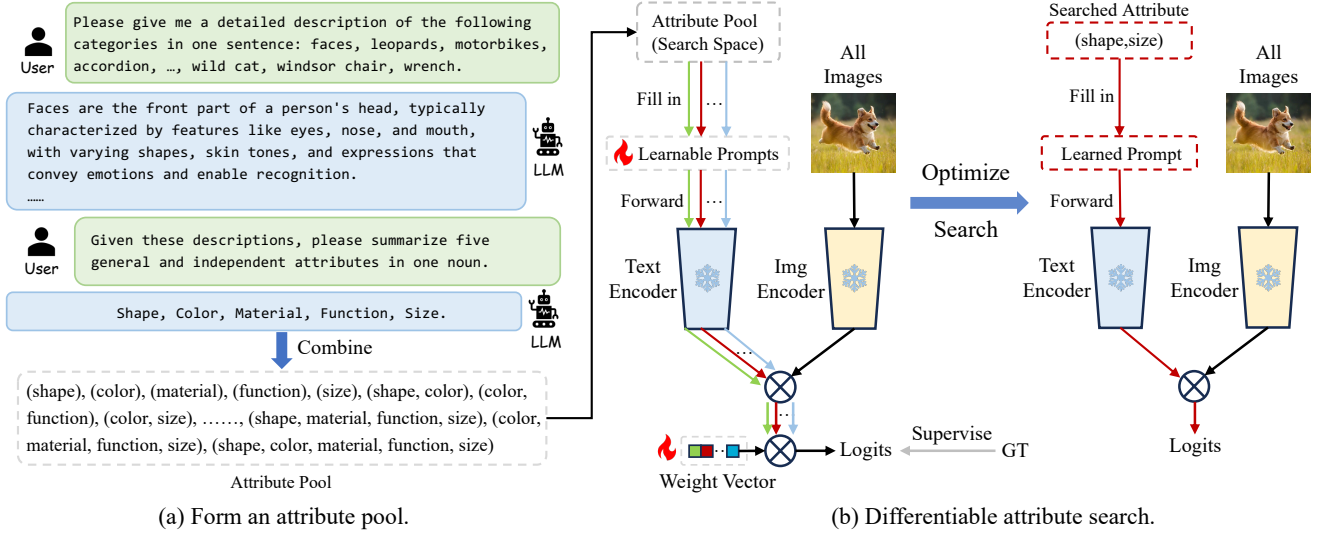 Please give me a detailed description of the following
categories in one sentence: faces, leopards, motorbikes,
accordion, …, wild cat, windsor chair, wrench.
User
Faces are the front part of a person's head, typically
characterized by features like eyes, nose, and mouth,
with varying shapes, skin tones, and expressions that
convey emotions and enable recognition.
……
LLM
Given these descriptions, please summarize five
general and independent attributes in one noun.
User
Shape, Color, Material, Function, Size.
LLM
Combine
(shape), (color), (material), (function), (size), (shape, color), (color,
function), (color, size), ……, (shape, material, function, size), (color,
material, function, size), (shape, color, material, function, size)
Attribute Pool
(a) Form an attribute pool.
Attribute Pool
(Search Space)
Fill in
...
Learnable Prompts
Forward
...
Text
Encoder
All
Images
Img
Encoder
...
..
..
Weight Vector
Logits
Supervise
GT
Optimize
Search
Searched Attribute
(shape,size)
Fill in
Learned Prompt
Forward
Text
Encoder
All
Images
Img
Encoder
Logits
(b) Differentiable attribute search.